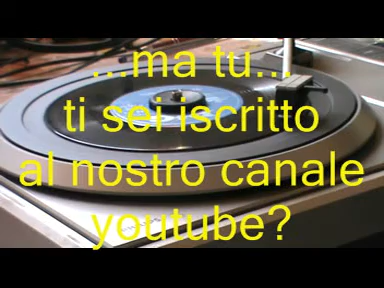 ...ma tu...
ti sei iscritto
al nostro canale
youtube?